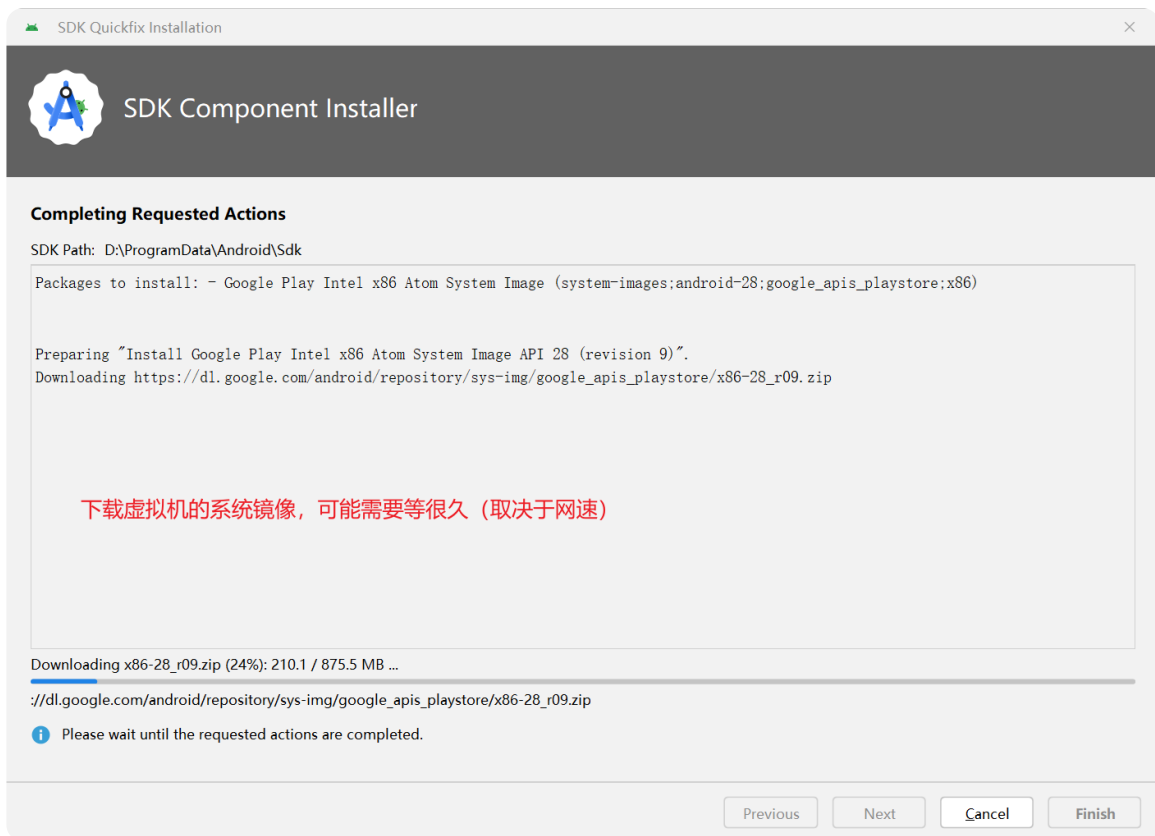 SDK Quickfix Installation
SDK Component Installer
Completing Requested Actions
SDK Path: D:\ProgramData\Android\Sdk
Packages to install: - Google Play Intel x86 Atom System Image (system-images;android-28;google_apis_playstore;x86)
Preparing "Install Google Play Intel x86 Atom System Image API 28 (revision 9)".
Downloading https://dl.google.com/android/repository/sys-img/google_apis_playstore/x86-28_r09.zip
下载虚拟机的系统镜像，可能需要等很久（取决于网速）
Downloading x86-28_r09.zip (24%): 210.1 / 875.5 MB ...
://dl.google.com/android/repository/sys-img/google_apis_playstore/x86-28_r09.zip
Please wait until the requested actions are completed.
Previous Next Cancel Finish